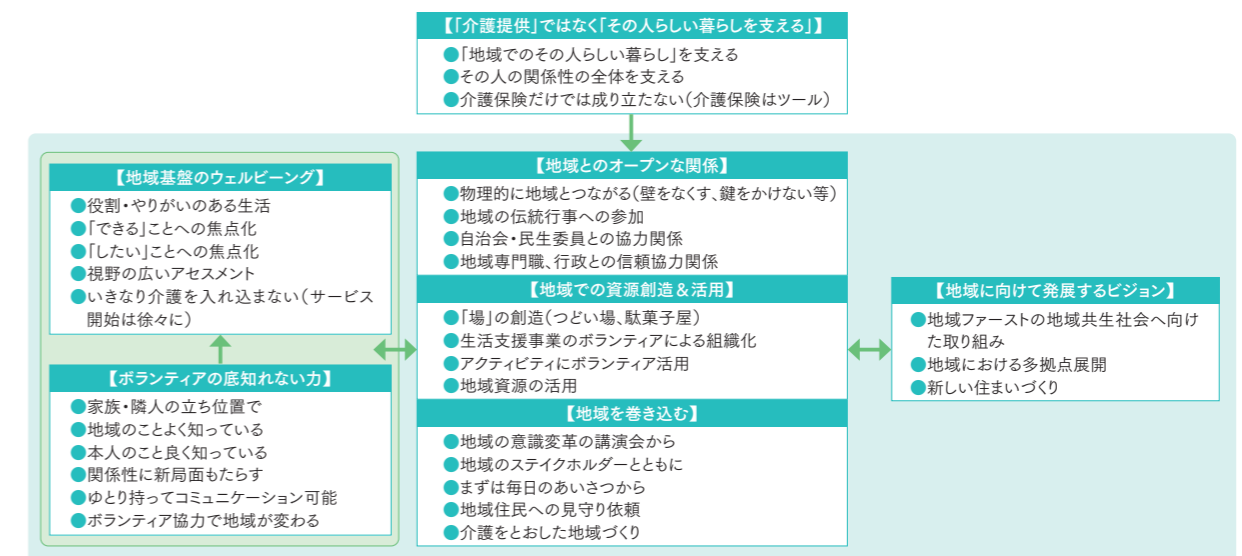 【「介護提供」ではなく「その人らしい暮らしを支える」】
●「地域でのその人らしい暮らし」を支える
●その人の関係性の全体を支える
●介護保険だけでは成り立たない（介護保険はツール）
【地域基盤のウェルビーング】
●役割・やりがいのある生活
●「できる」ことへの焦点化
●「したい」ことへの焦点化
●視野の広いアセスメント
●いきなり介護を入れ込まない（サービス
開始は徐々に）
【ボランティアの底知れない力】
●家族・隣人の立ち位置で
●地域のことよく知っている
●本人のこと良く知っている
●関係性に新局面もたらす
●ゆとり持ってコミュニケーション可能
●ボランティア協力で地域が変わる
【地域とのオープンな関係】
●物理的に地域とつながる（壁をなくす、鍵をかけない等）
●地域の伝統行事への参加
●自治会・民生委員との協力関係
●地域専門職、行政との信頼協力関係
【地域での資源創造＆活用】
●「場」の創造（つどい場、駄菓子屋）
●生活支援事業のボランティアによる組織化
●アクティビティにボランティア活用
●地域資源の活用
【地域を巻き込む】
●地域の意識変革の講演会から
●地域のステイクホルダーとともに
●まずは毎日のあいさつから
●地域住民への見守り依頼
●介護をとおした地域づくり
【地域に向けて発展するビジョン】
●地域ファーストの地域共生社会へ向け
た取り組み
●地域における多拠点展開
●新しい住まいづくり